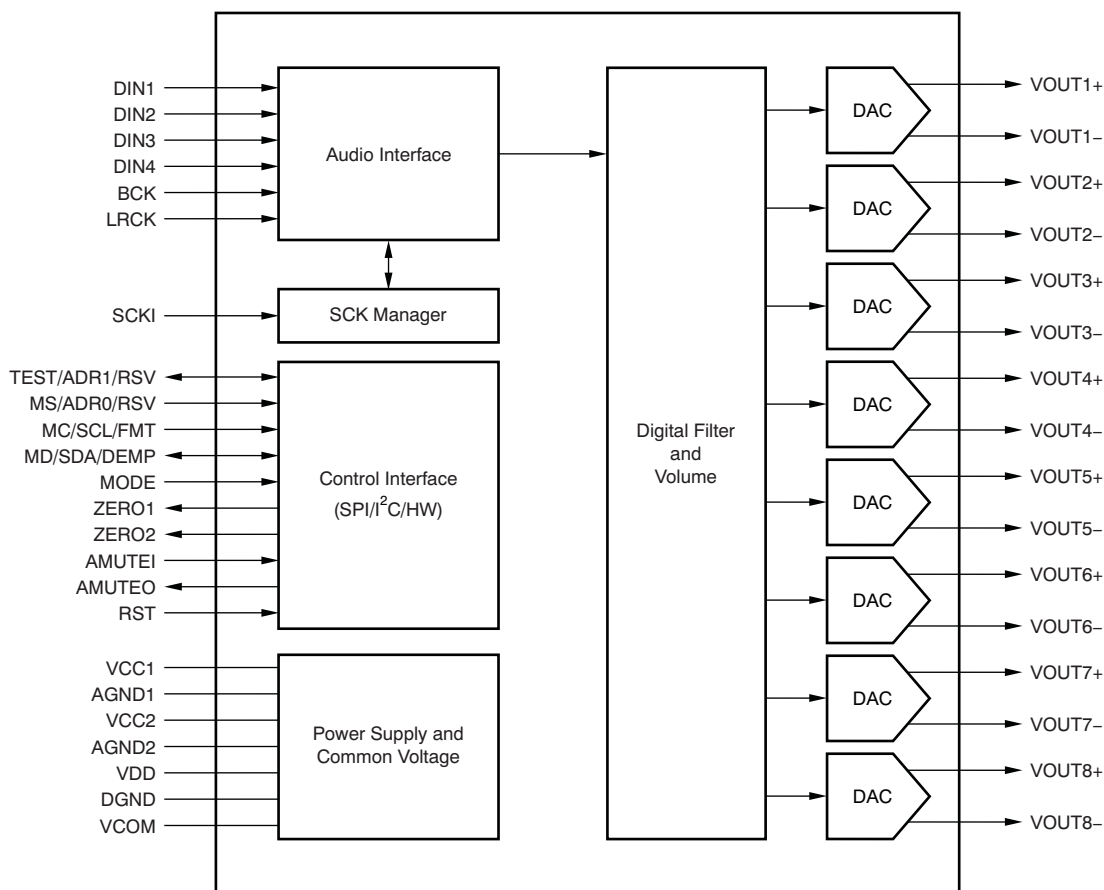 DIN1
DIN2
DIN3
DIN4
BCK
LRCK
Audio Interface
SCKI
SCK Manager
TEST/ADR1/RSV
MS/ADR0/RSV
MC/SCL/FMT
MD/SDA/DEMP
MODE
ZERO1
ZERO2
AMUTEI
AMUTEO
RST
Control Interface
(SPI/I²C/HW)
VCC1
AGND1
VCC2
AGND2
VDD
DGND
VCOM
Power Supply and
Common Voltage
Digital Filter
and
Volume
DAC
DAC
DAC
DAC
DAC
DAC
DAC
DAC
VOUT1+
VOUT1−
VOUT2+
VOUT2−
VOUT3+
VOUT3−
VOUT4+
VOUT4−
VOUT5+
VOUT5−
VOUT6+
VOUT6−
VOUT7+
VOUT7−
VOUT8+
VOUT8−